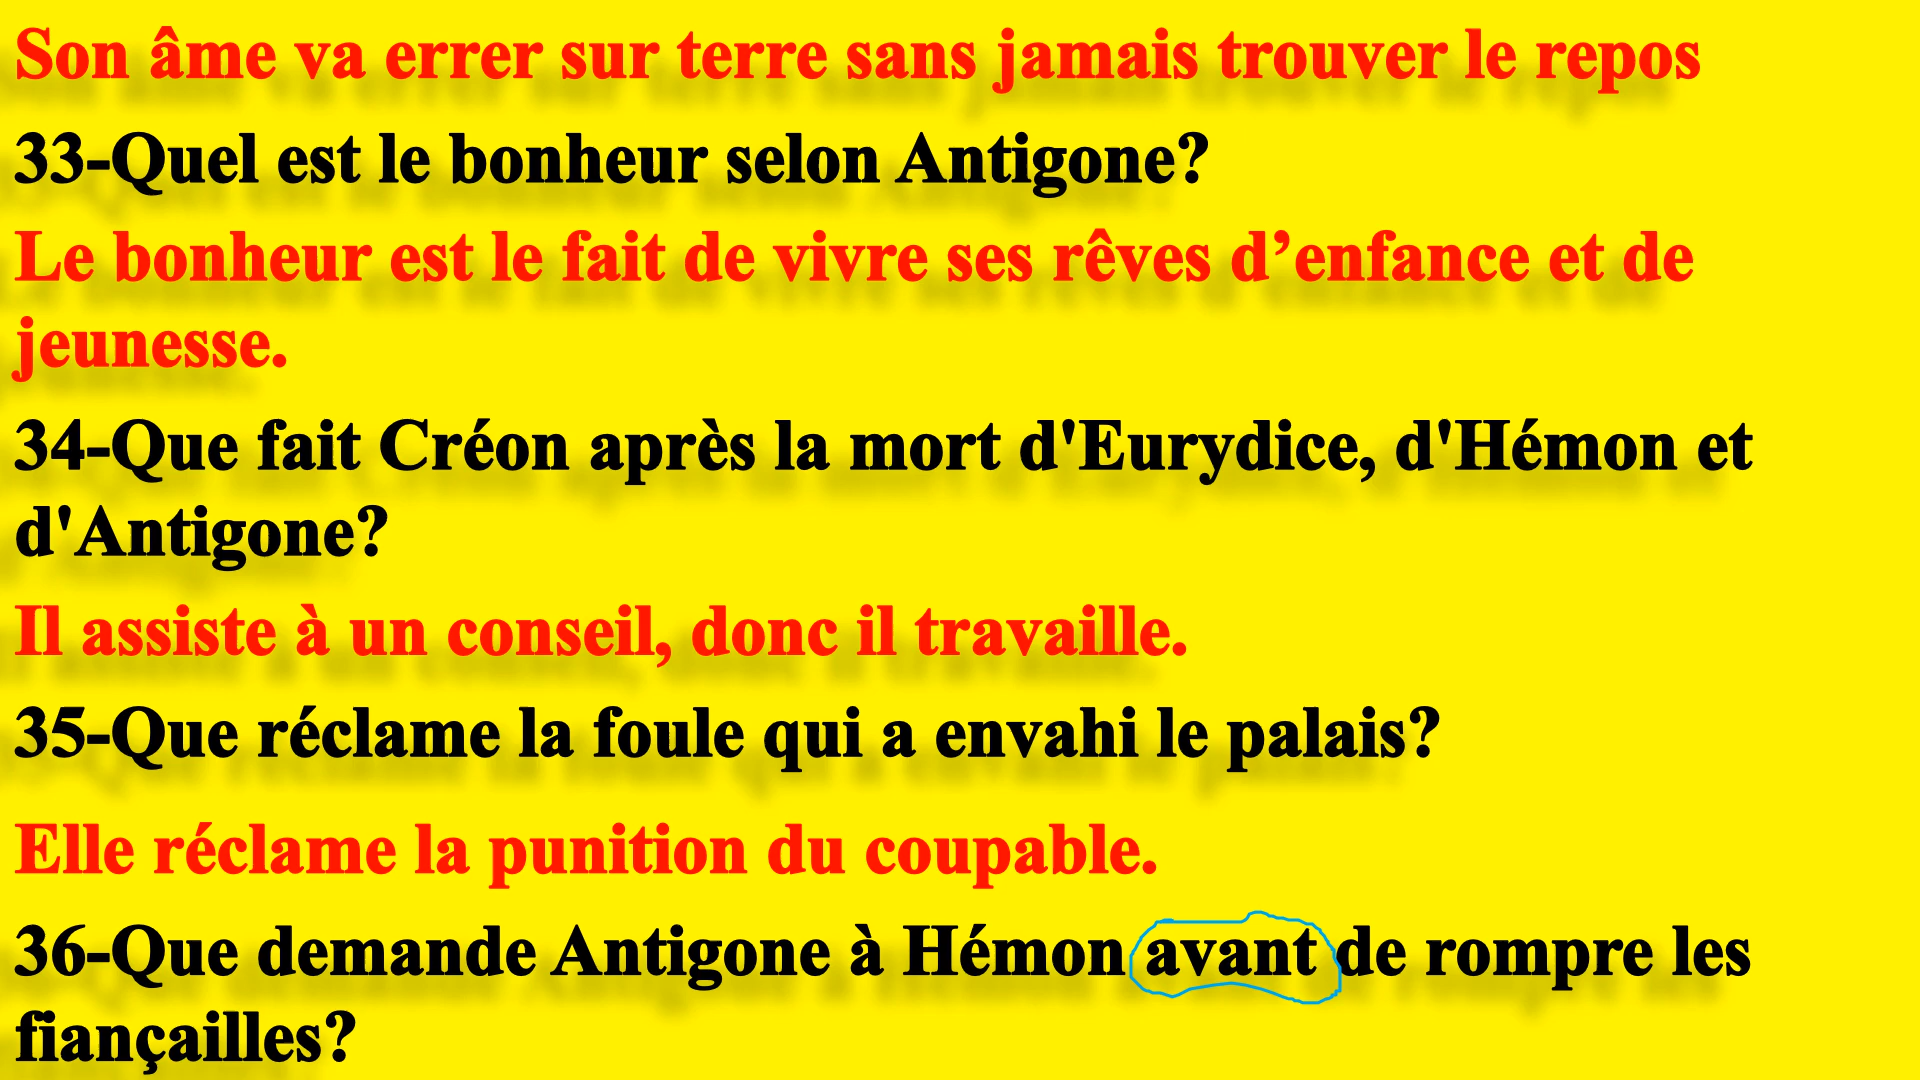 Son âme va errer sur terre sans jamais trouver le repos
33-Quel est le bonheur selon Antigone?
Le bonheur est le fait de vivre ses rêves d’enfance et de
jeunesse.
34-Que fait Créon après la mort d'Eurydice, d'Hémon et
d'Antigone?
Il assiste à un conseil, donc il travaille.
35-Que réclame la foule qui a envahi le palais?
Elle réclame la punition du coupable.
36-Que demande Antigone à Hémon avant de rompre les
fiançailles?